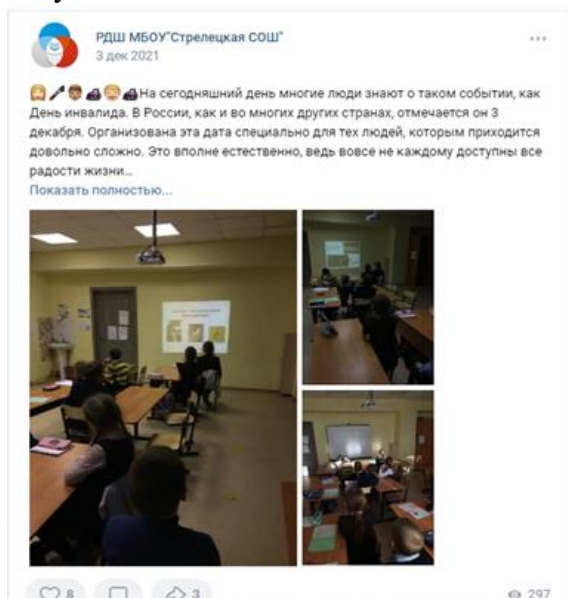 РДШ МБОУ"Стрелецкая СОШ"
3 дек 2021
На сегодняшний день многие люди знают о таком событии, как
День инвалида. В России, как и во многих других странах, отмечается он 3
декабря. Организована эта дата специально для тех людей, которым приходится
довольно сложно. Это вполне естественно, ведь вовсе не каждому доступны все
радости жизни…
Показать полностью...
8
3
297